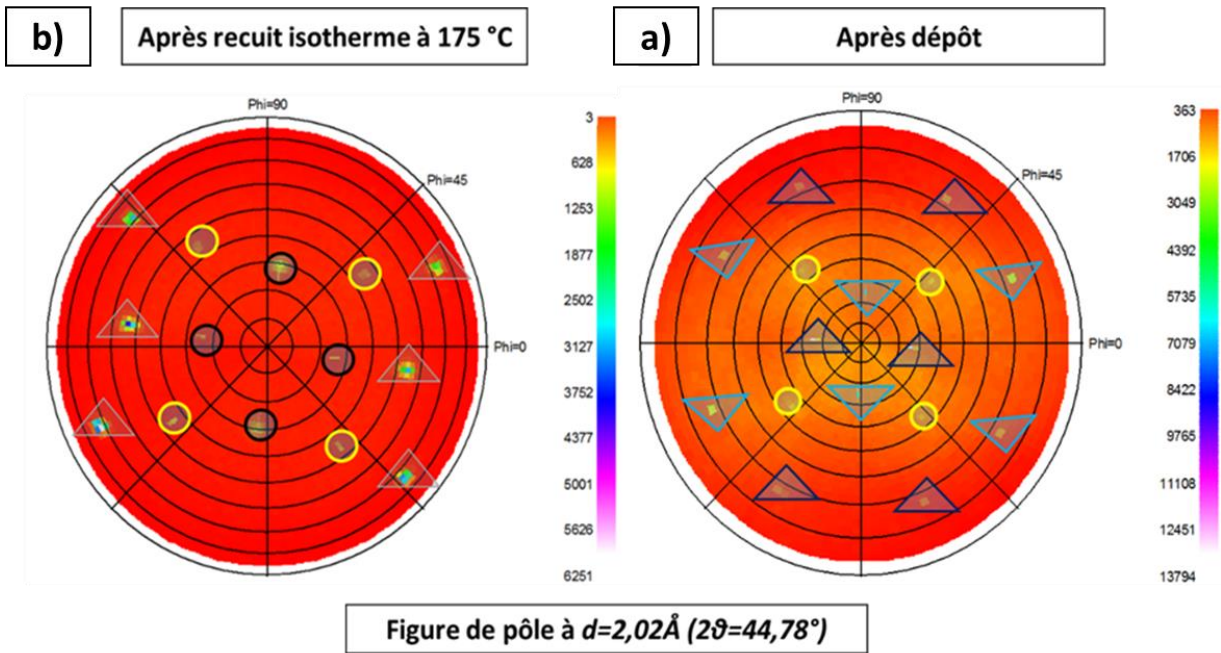 b)
Après recuit isotherme à 175 °C
a)
Après dépôt
Phi=90
Phi=45
Phi=0
3
628
1253
1877
2502
3127
3752
4377
5001
5626
6251
Phi=90
Phi=45
Phi=0
363
1706
3049
4392
5735
7079
8422
9765
11108
12451
13794
Figure de pôle à d=2,02Å (2ϑ=44,78°)